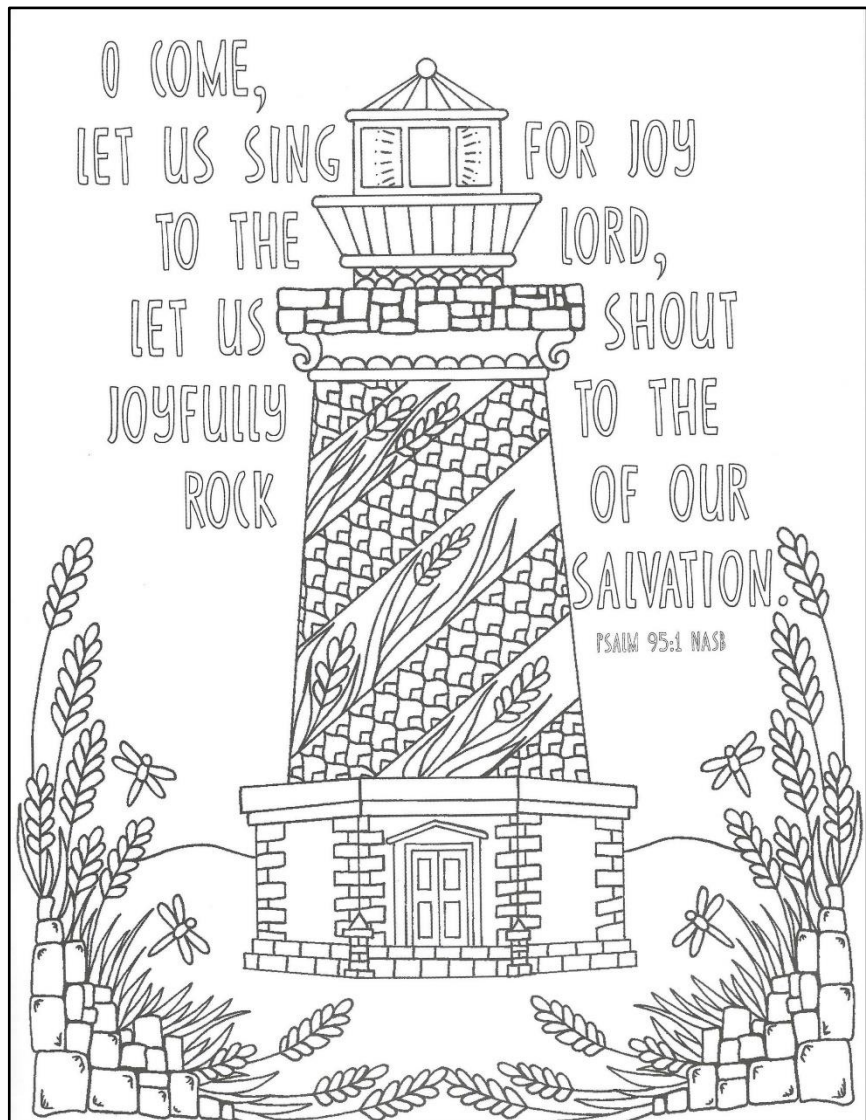 O COME,
LET US SING FOR JOY
TO THE LORD,
LET US SHOUT
JOYFULLY TO THE
ROCK OF OUR
SALVATION.
PSALM 95:1 NASB